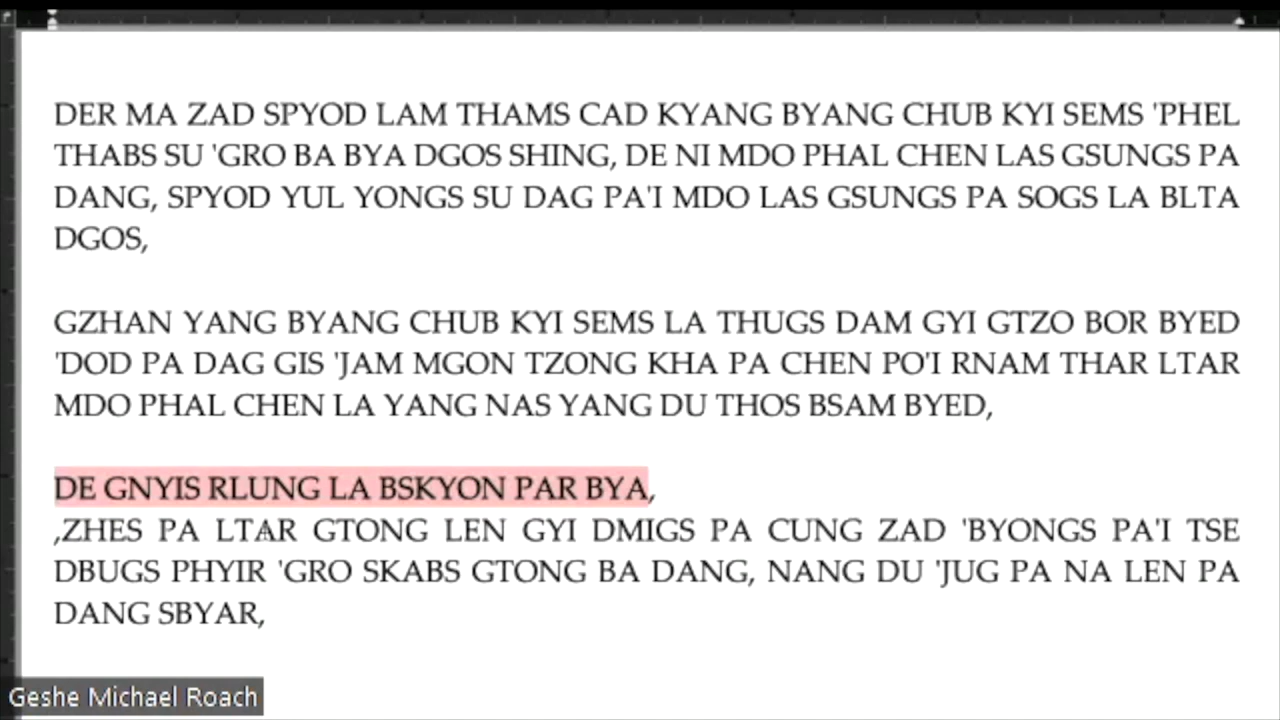 DER MA ZAD SPYOD LAM THAMS CAD KYANG BYANG CHUB KYI SEMS 'PHEL
THABS SU 'GRO BA BYA DGOS SHING, DE NI MDO PHAL CHEN LAS GSUNGS PA
DANG, SPYOD YUL YONGS SU DAG PA'I MDO LAS GSUNGS PA SOGS LA BLTA
DGOS,
GZHAN YANG BYANG CHUB KYI SEMS LA THUGS DAM GYI GTZO BOR BYED
'DOD PA DAG GIS 'JAM MGON TZONG KHA PA CHEN PO'I RNAM THAR LTAR
MDO PHAL CHEN LA YANG NAS YANG DU THOS BSAM BYED,
DE GNYIS RLUNG LA BSKYON PAR BYA,
,ZHES PA LTAR GTONG LEN GYI DMIGS PA CUNG ZAD 'BYONGS PA'I TSE
DBUGS PHYIR 'GRO SKABS GTONG BA DANG, NANG DU 'JUG PA NA LEN PA
DANG SBYAR,
Geshe Michael Roach